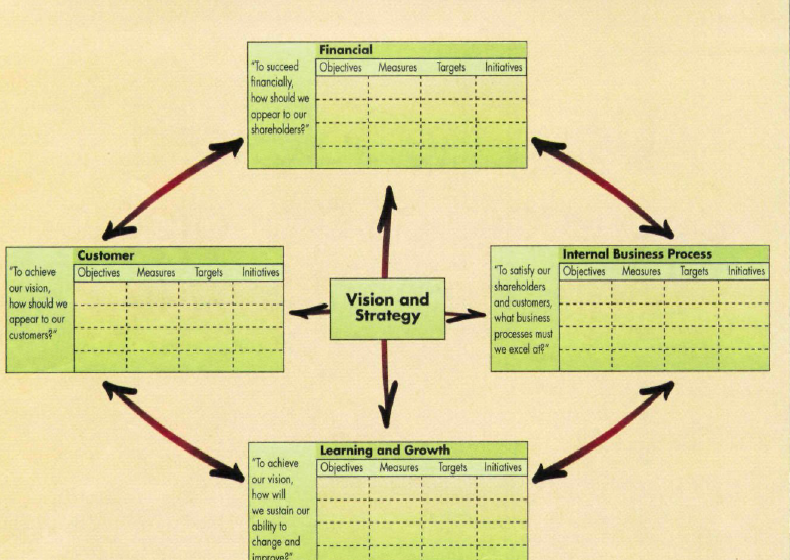 Financial
"To succeed
financially,
how should we
appear to our
shareholders?"
Objectives Measures Targets Initiatives
Customer
"To achieve
our vision,
how should we
appear to our
customers?"
Objectives Measures Targets Initiatives
Vision and
Strategy
Internal Business Process
"To satisfy our
shareholders
and customers,
what business
processes must
we excel at?"
Objectives Measures Targets Initiatives
Learning and Growth
"To achieve
our vision,
how will
we sustain our
ability to
change and
improve?"
Objectives Measures Targets Initiatives